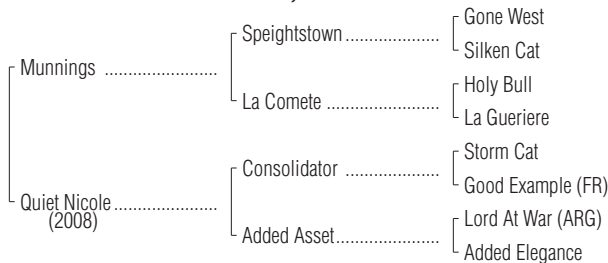 Gone West
Speightstown
Silken Cat
Munnings
Holy Bull
La Comete
La Gueriere
Storm Cat
Consolidator
Good Example (FR)
Quiet Nicole
(2008)
Lord At War (ARG)
Added Asset
Added Elegance